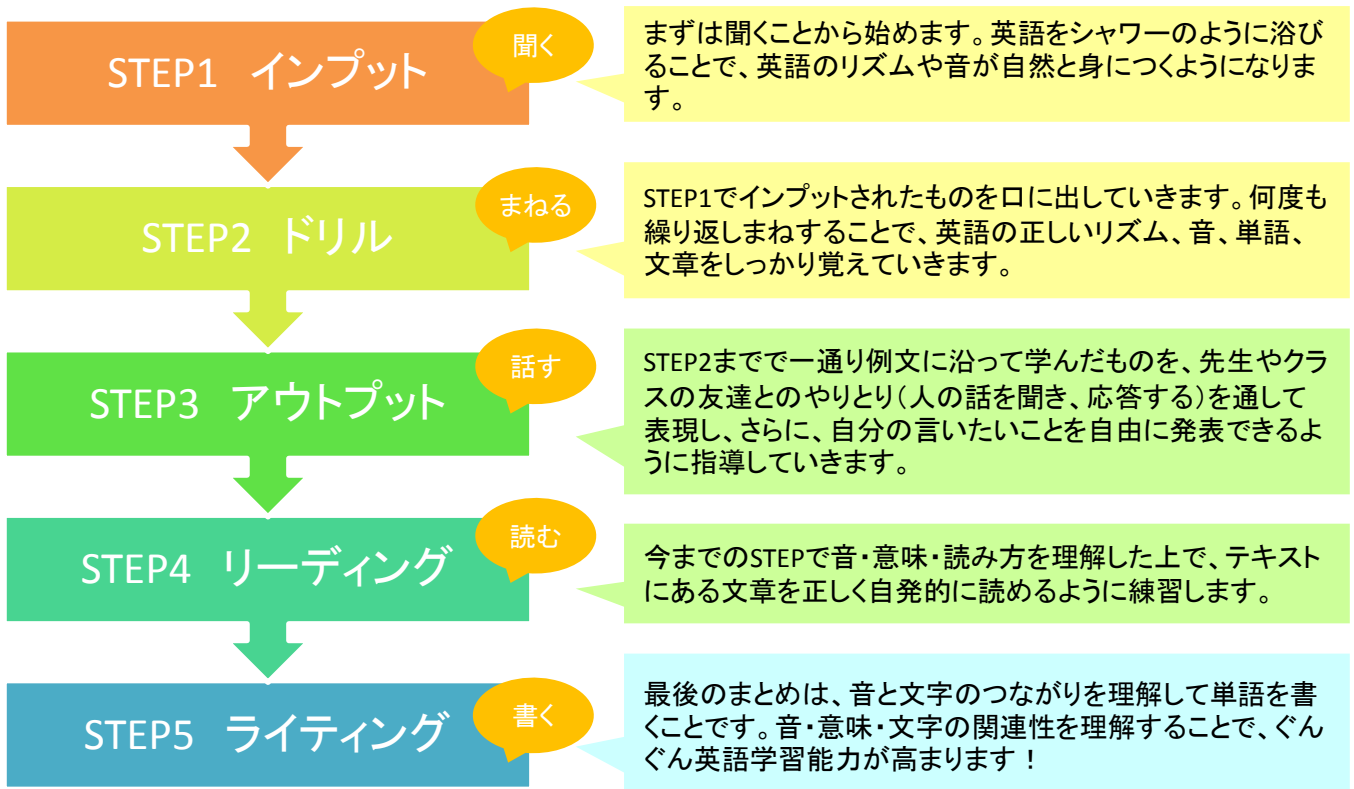 STEP1　インプット
聞く
まずは聞くことから始めます。英語をシャワーのように浴び
ることで、英語のリズムや音が自然と身につくようになりま
す。
STEP2　ドリル
まねる
STEP1でインプットされたものを口に出していきます。何度も
繰り返しまねすることで、英語の正しいリズム、音、単語、
文章をしっかり覚えていきます。
STEP3　アウトプット
話す
STEP2までで一通り例文に沿って学んだものを、先生やクラ
スの友達とのやりとり（人の話を聞き、応答する）を通して
表現し、さらに、自分の言いたいことを自由に発表できるよ
うに指導していきます。
STEP4　リーディング
読む
今までのSTEPで音・意味・読み方を理解した上で、テキスト
にある文章を正しく自発的に読めるように練習します。
STEP5　ライティング
書く
最後のまとめは、音と文字のつながりを理解して単語を書
くことです。音・意味・文字の関連性を理解することで、ぐん
ぐん英語学習能力が高まります！